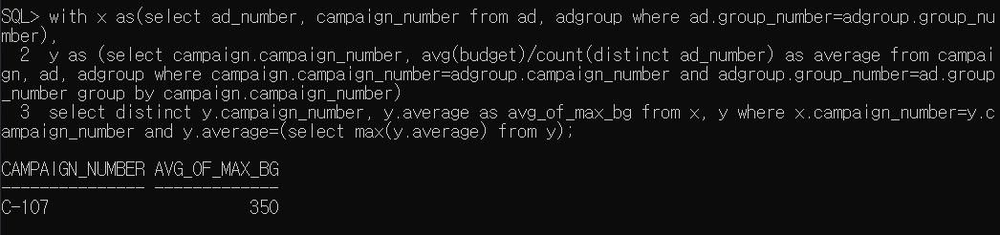 SQL> with x as(select ad_number, campaign_number from ad, adgroup where ad.group_number=adgroup.group_nu
mber),
  2  y as (select campaign.campaign_number, avg(budget)/count(distinct ad_number) as average from campai
gn, ad, adgroup where campaign.campaign_number=adgroup.campaign_number and adgroup.group_number=ad.group
_number group by campaign.campaign_number)
  3  select distinct y.campaign_number, y.average as avg_of_max_bg from x, y where x.campaign_number=y.c
ampaign_number and y.average=(select max(y.average) from y);
CAMPAIGN_NUMBER AVG_OF_MAX_BG
--------------- -------------
C-107                     350